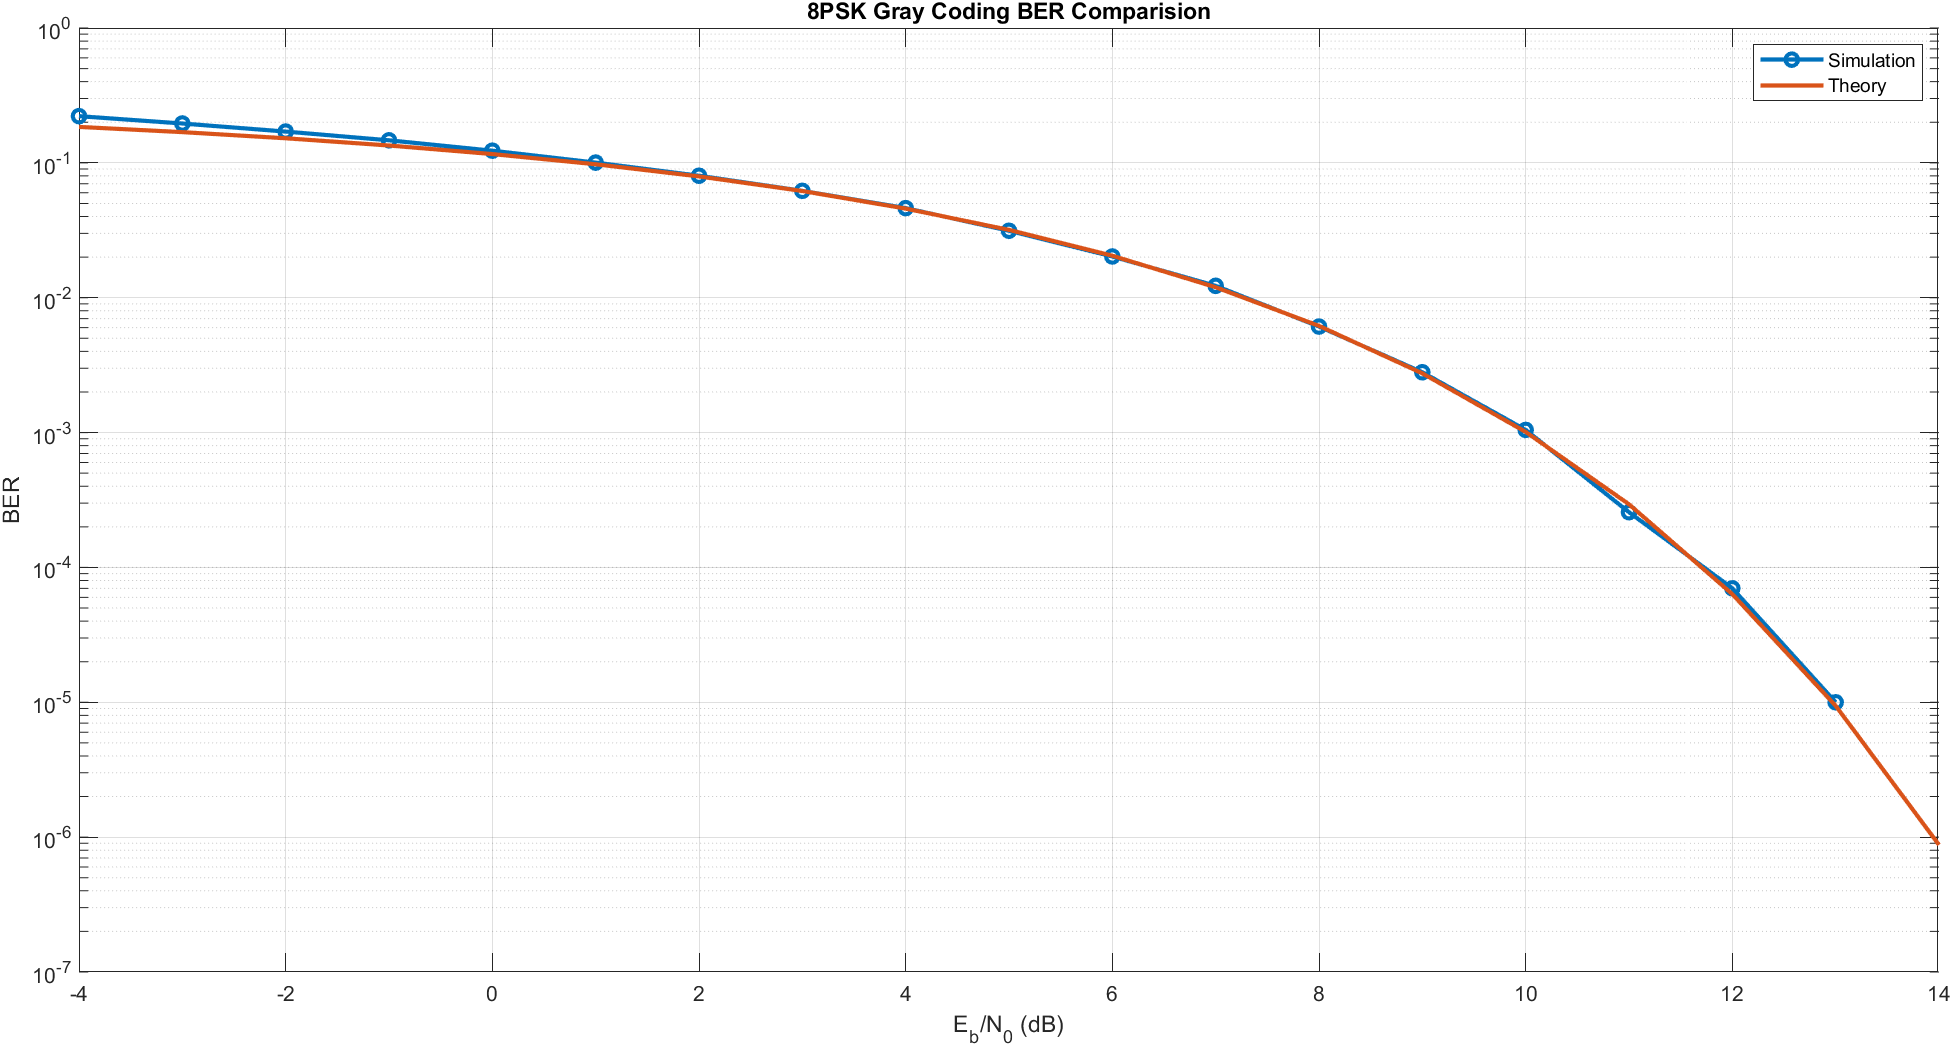 8PSK Gray Coding BER Comparision
Simulation
Theory
10^0
10^-1
10^-2
10^-3
10^-4
10^-5
10^-6
10^-7
BER
-4 -2 0 2 4 6 8 10 12 14
E_b/N_0 (dB)